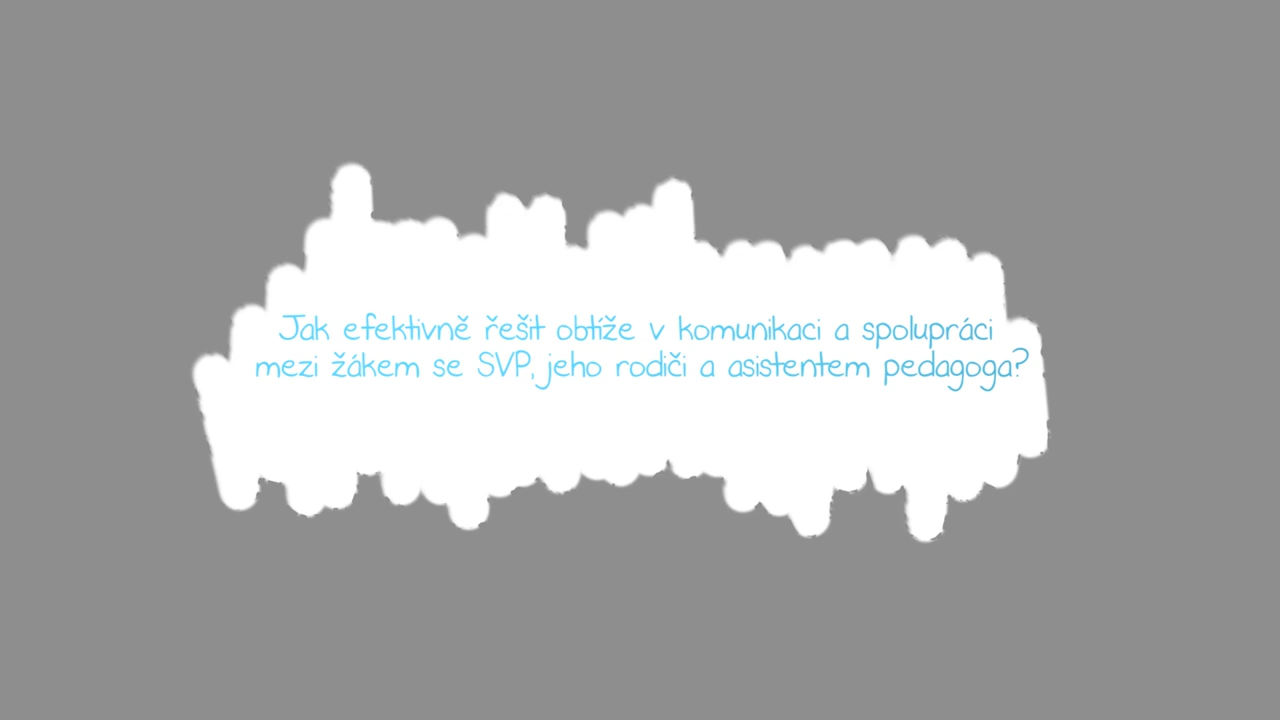 Jak efektivně řešit obtíže v komunikaci a spolupráci
mezi žákem se SVP, jeho rodiči a asistentem pedagoga?